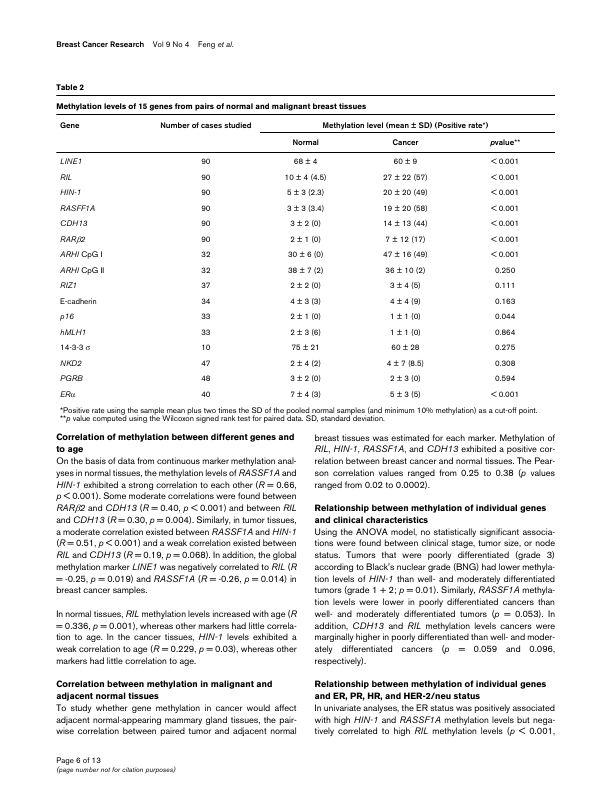 Breast Cancer Research Vol 9 No 4 Feng et al.
Table 2
Methylation levels of 15 genes from pairs of normal and malignant breast tissues
Gene Number of cases studied Methylation level (mean ± SD) (Positive rate*)
Normal Cancer pvalue**
LINE1 90 68 ± 4 60 ± 9 < 0.001
RIL 90 10 ± 4 (4.5) 27 ± 22 (57) < 0.001
HIN-1 90 5 ± 3 (2.3) 20 ± 20 (49) < 0.001
RASFF1A 90 3 ± 3 (3.4) 19 ± 20 (58) < 0.001
CDH13 90 3 ± 2 (0) 14 ± 13 (44) < 0.001
RARβ2 90 2 ± 1 (0) 7 ± 12 (17) < 0.001
ARHI CpG I 32 30 ± 6 (0) 47 ± 16 (49) < 0.001
ARHI CpG II 32 38 ± 7 (2) 36 ± 10 (2) 0.250
RIZ1 37 2 ± 2 (0) 3 ± 4 (5) 0.111
E-cadherin 34 4 ± 3 (3) 4 ± 4 (9) 0.163
p16 33 2 ± 1 (0) 1 ± 1 (0) 0.044
hMLH1 33 2 ± 3 (6) 1 ± 1 (0) 0.864
14-3-3 σ 10 75 ± 21 60 ± 28 0.275
NKD2 47 2 ± 4 (2) 4 ± 7 (8.5) 0.308
PGRB 48 3 ± 2 (0) 2 ± 3 (0) 0.594
ERα 40 7 ± 4 (3) 5 ± 3 (5) < 0.001
*Positive rate using the sample mean plus two times the SD of the pooled normal samples (and minimum 10% methylation) as a cut-off point.
**p value computed using the Wilcoxon signed rank test for paired data. SD, standard deviation.
Correlation of methylation between different genes and
to age
On the basis of data from continuous marker methylation anal-
yses in normal tissues, the methylation levels of RASSF1A and
HIN-1 exhibited a strong correlation to each other (R = 0.66,
p < 0.001). Some moderate correlations were found between
RARβ2 and CDH13 (R = 0.40, p < 0.001) and between RIL
and CDH13 (R = 0.30, p = 0.004). Similarly, in tumor tissues,
a moderate correlation existed between RASSF1A and HIN-1
(R = 0.51, p < 0.001) and a weak correlation existed between
RIL and CDH13 (R = 0.19, p = 0.068). In addition, the global
methylation marker LINE1 was negatively correlated to RIL (R
= -0.25, p = 0.019) and RASSF1A (R = -0.26, p = 0.014) in
breast cancer samples.
In normal tissues, RIL methylation levels increased with age (R
= 0.336, p = 0.001), whereas other markers had little correla-
tion to age. In the cancer tissues, HIN-1 levels exhibited a
weak correlation to age (R = 0.229, p = 0.03), whereas other
markers had little correlation to age.
Correlation between methylation in malignant and
adjacent normal tissues
To study whether gene methylation in cancer would affect
adjacent normal-appearing mammary gland tissues, the pair-
wise correlation between paired tumor and adjacent normal
breast tissues was estimated for each marker. Methylation of
RIL, HIN-1, RASSF1A, and CDH13 exhibited a positive cor-
relation between breast cancer and normal tissues. The Pear-
son correlation values ranged from 0.25 to 0.38 (p values
ranged from 0.02 to 0.0002).
Relationship between methylation of individual genes
and clinical characteristics
Using the ANOVA model, no statistically significant associa-
tions were found between clinical stage, tumor size, or node
status. Tumors that were poorly differentiated (grade 3)
according to Black's nuclear grade (BNG) had lower methyla-
tion levels of HIN-1 than well- and moderately differentiated
tumors (grade 1 + 2; p = 0.01). Similarly, RASSF1A methyla-
tion levels were lower in poorly differentiated cancers than
well- and moderately differentiated tumors (p = 0.053). In
addition, CDH13 and RIL methylation levels cancers were
marginally higher in poorly differentiated than well- and moder-
ately differentiated cancers (p = 0.059 and 0.096,
respectively).
Relationship between methylation of individual genes
and ER, PR, HR, and HER-2/neu status
In univariate analyses, the ER status was positively associated
with high HIN-1 and RASSF1A methylation levels but nega-
tively correlated to high RIL methylation levels (p < 0.001,
Page 6 of 13
(page number not for citation purposes)